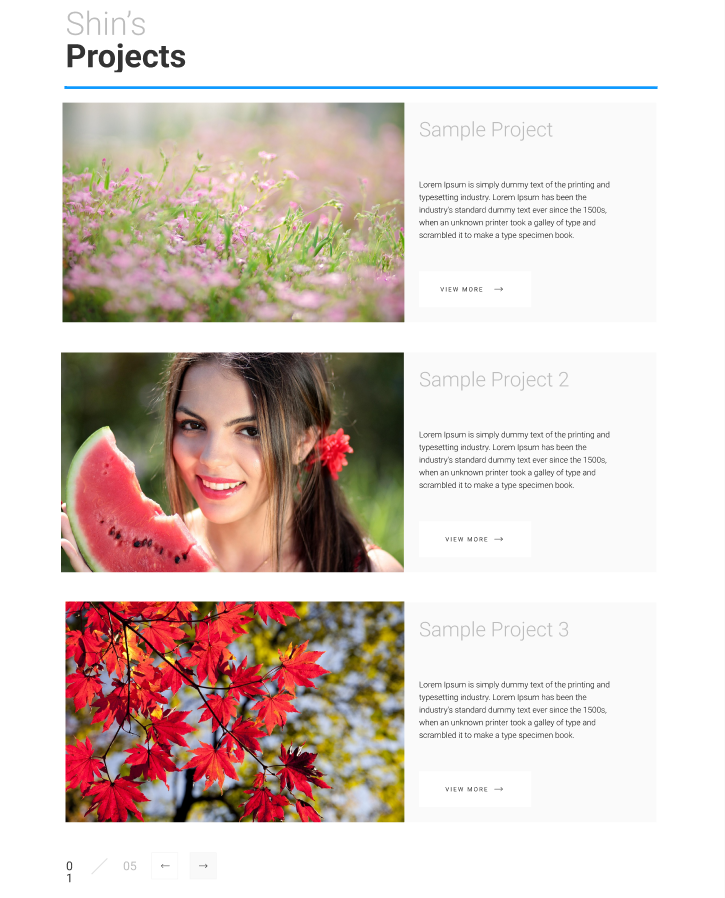 Shin's
Projects
Sample Project
Lorem Ipsum is simply dummy text of the printing and
typesetting industry. Lorem Ipsum has been the
industry's standard dummy text ever since the 1500s,
when an unknown printer took a galley of type and
scrambled it to make a type specimen book.
VIEW MORE →
Sample Project 2
Lorem Ipsum is simply dummy text of the printing and
typesetting industry. Lorem Ipsum has been the
industry's standard dummy text ever since the 1500s,
when an unknown printer took a galley of type and
scrambled it to make a type specimen book.
VIEW MORE →
Sample Project 3
Lorem Ipsum is simply dummy text of the printing and
typesetting industry. Lorem Ipsum has been the
industry's standard dummy text ever since the 1500s,
when an unknown printer took a galley of type and
scrambled it to make a type specimen book.
VIEW MORE →
0 / 05 ← →
1